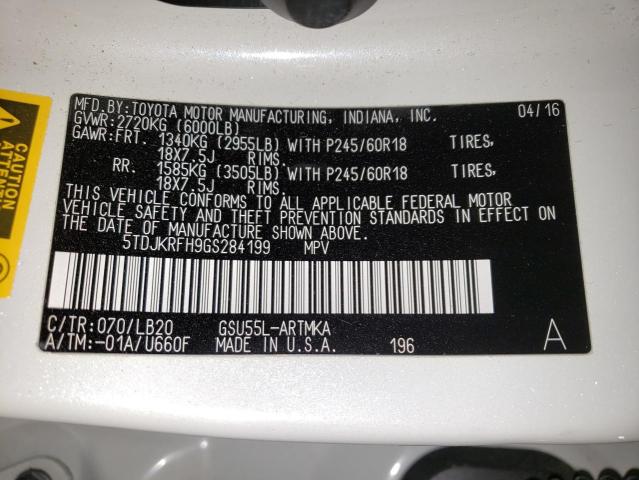 MFD.BY:TOYOTA MOTOR MANUFACTURING, INDIANA, INC. 04/16
GVWR:2720KG (6000LB)
GAWR:FRT. 1340KG (2955LB) WITH P245/60R18 TIRES,
18X7.5J RIMS.
RR. 1585KG (3505LB) WITH P245/60R18 TIRES,
18X7.5J RIMS.
THIS VEHICLE CONFORMS TO ALL APPLICABLE FEDERAL MOTOR
VEHICLE SAFETY AND THEFT PREVENTION STANDARDS IN EFFECT ON
THE DATE OF MANUFACTURE SHOWN ABOVE.
5TDJKRFH9GS284199 MPV
C/TR:070/LB20 GSU55L-ARTMKA
A/TM:-01A/U660F MADE IN U.S.A. 196 A
CAUTION